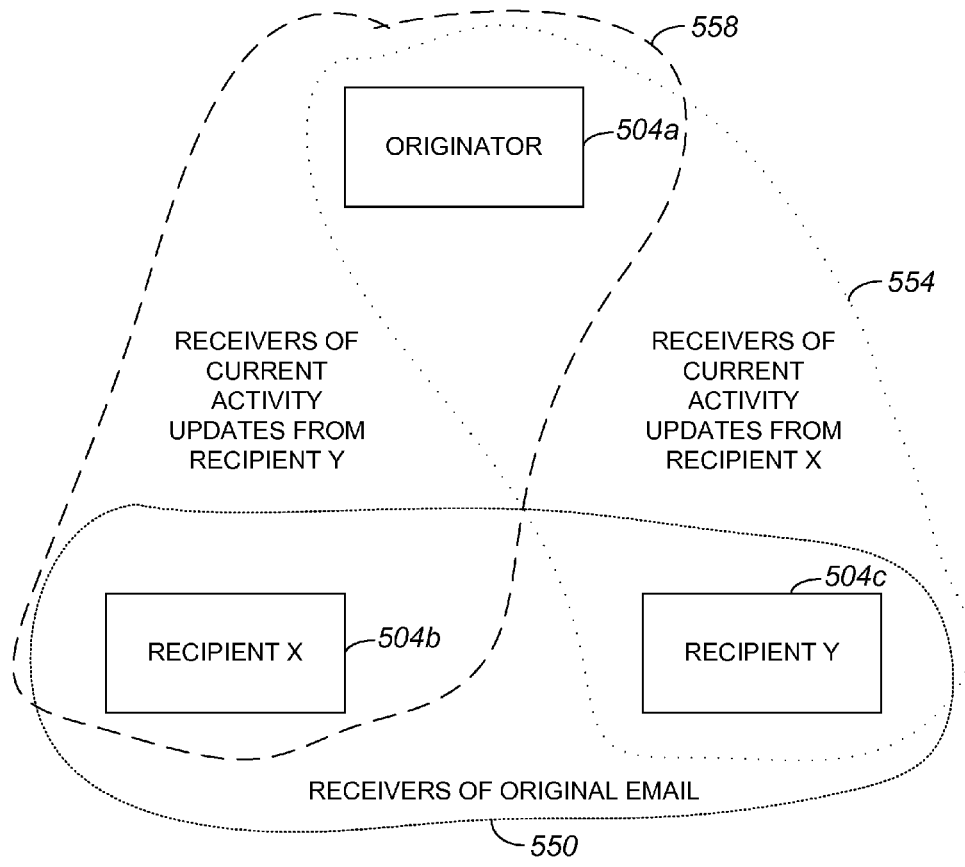 558
ORIGINATOR
504a
554
RECEIVERS OF
CURRENT
ACTIVITY
UPDATES FROM
RECIPIENT Y
RECEIVERS OF
CURRENT
ACTIVITY
UPDATES FROM
RECIPIENT X
504c
RECIPIENT X
504b
RECIPIENT Y
RECEIVERS OF ORIGINAL EMAIL
550